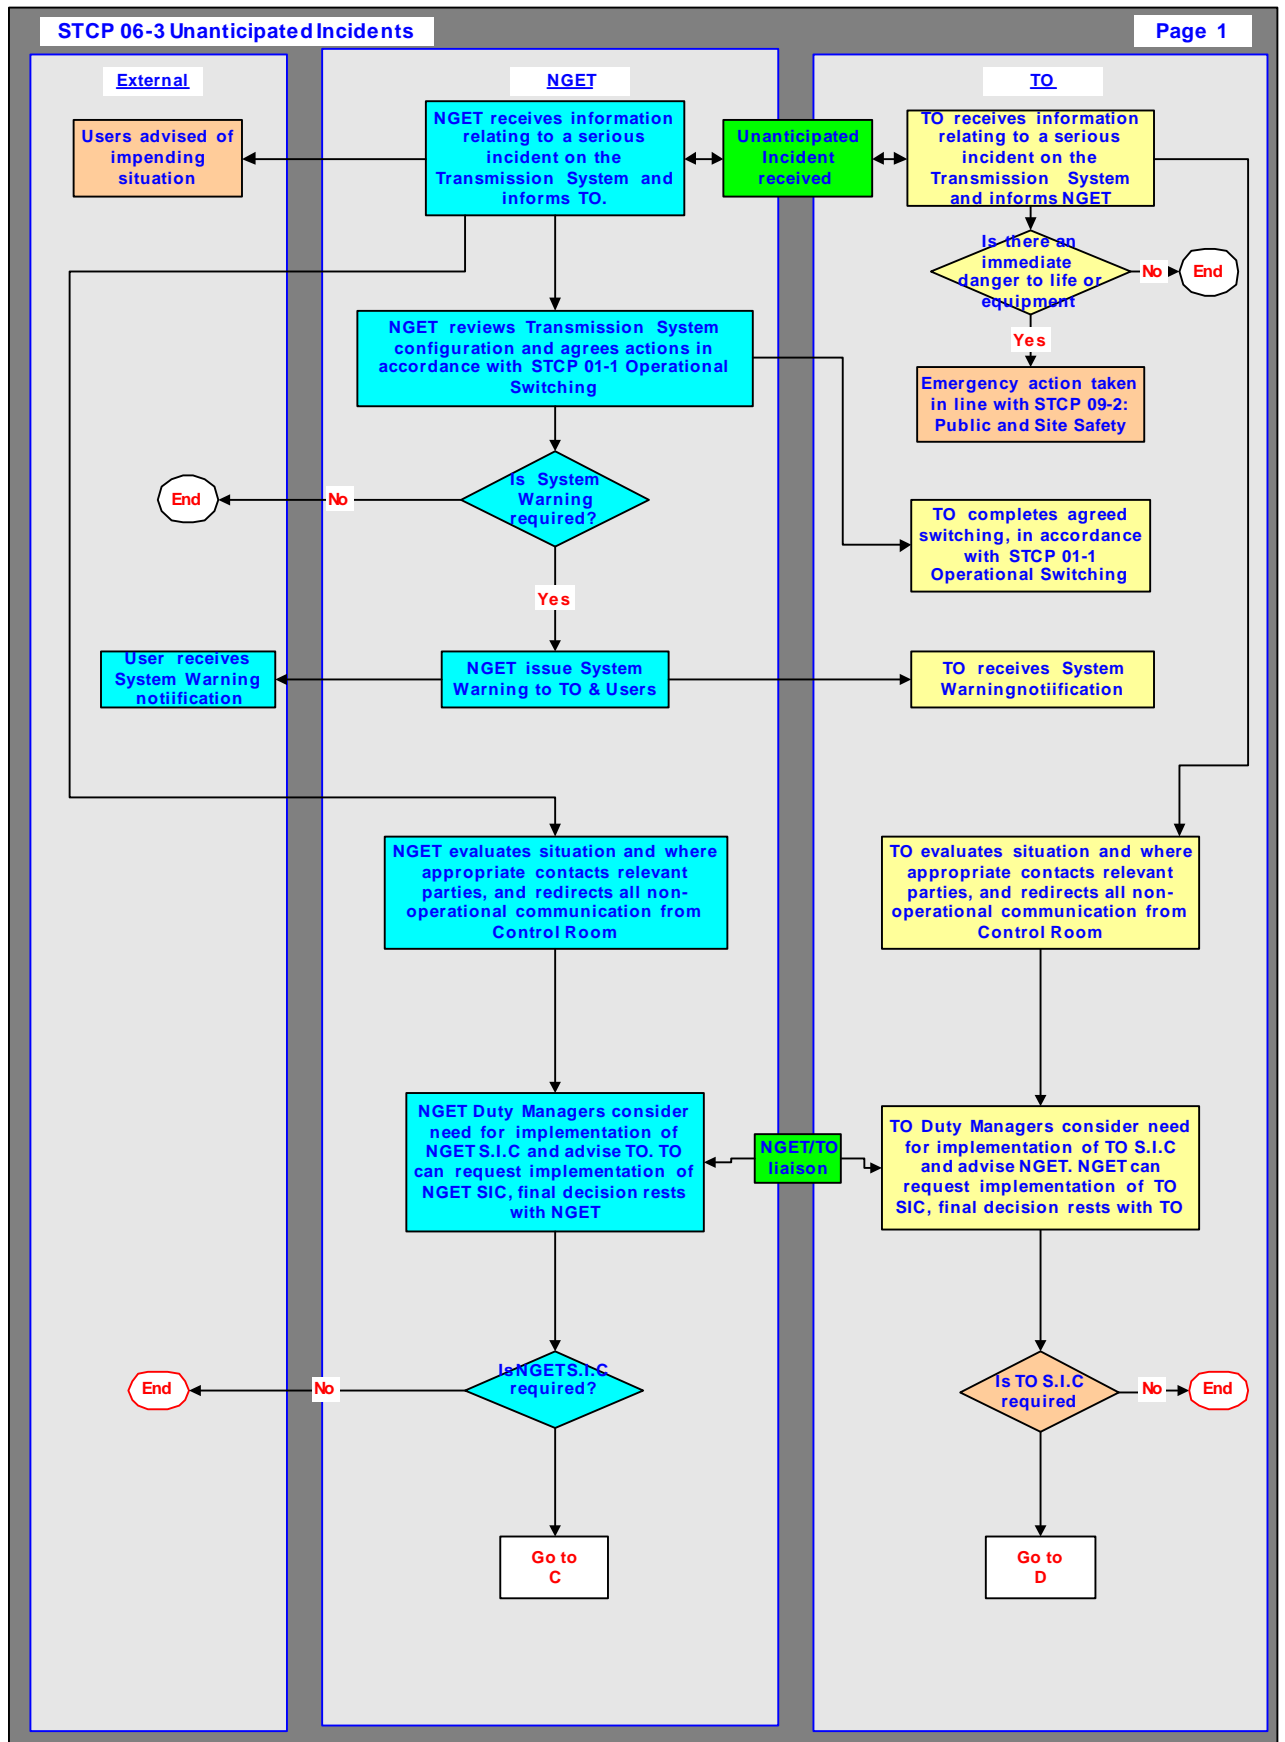 STCP 06-3 Unanticipated Incidents
Page 1
External
NGET
TO
Users advised of
impending
situation
NGET receives information
relating to a serious
incident on the
Transmission System and
informs TO.
Unanticipated
Incident
received
TO receives information
relating to a serious
incident on the
Transmission System
and informs NGET
Is there an
immediate
danger to life or
equipment
No
End
Yes
Emergency action taken
in line with STCP 09-2:
Public and Site Safety
NGET reviews Transmission System
configuration and agrees actions in
accordance with STCP 01-1 Operational
Switching
Is System
Warning
required?
No
End
Yes
TO completes agreed
switching, in accordance
with STCP 01-1
Operational Switching
User receives
System Warning
notiification
NGET issue System
Warning to TO & Users
TO receives System
Warningnotiification
NGET evaluates situation and where
appropriate contacts relevant
parties, and redirects all non-
operational communication from
Control Room
TO evaluates situation and where
appropriate contacts relevant
parties, and redirects all non-
operational communication from
Control Room
NGET Duty Managers consider
need for implementation of
NGET S.I.C and advise TO. TO
can request implementation of
NGET SIC, final decision rests
with NGET
NGET/TO
liaison
TO Duty Managers consider need
for implementation of TO S.I.C
and advise NGET. NGET can
request implementation of TO
SIC, final decision rests with TO
IsNGETS.I.C
required?
No
End
Is TO S.I.C
required
No
End
Go to
C
Go to
D